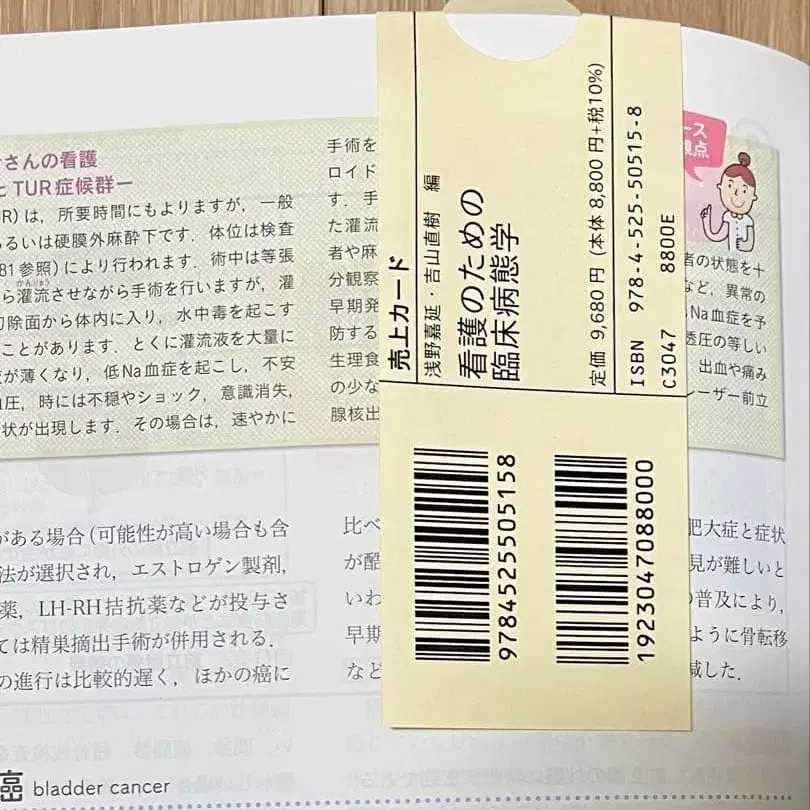 さんの看護
とTUR症候群ー
UR)は，所要時間にもよりますが，一般
あるいは硬膜外麻酔下です．体位は検査
81参照)により行われます．術中は等張
かんりゅう
ら灌流させながら手術を行いますが，灌
切除面から体内に入り，水中毒を起こす
ことがあります．とくに灌流液を大量に
が薄くなり，低Na血症を起こし，不安
血圧，時には不穏やショック，意識消失，
状が出現します．その場合は，速やかに
手術を
ロイド
す．手
た灌流
者や麻
分観察
早期発
防する
生理食
の少な
腺核出
ース
観点
者の状態を十
など，異常の
Na血症を予
透圧の等しい
出血や痛み
レーザー前立
売上カード
浅野嘉延・吉山直樹 編
看護のための
臨床病態学
定価 9,680円（本体8,800円+税10%）
ISBN 978-4-525-50515-8
C3047 8800E
9784525505158
1923047088000
がある場合（可能性が高い場合も含
法が選択され，エストロゲン製剤，
薬，LH-RH拮抗薬などが投与さ
ては精巣摘出手術が併用される．
の進行は比較的遅く，ほかの癌に
比べ
が酷
いわ
早期
など
肥大症と症状
見が難しいと
の普及により，
ように骨転移
減した．
癌 bladder cancer